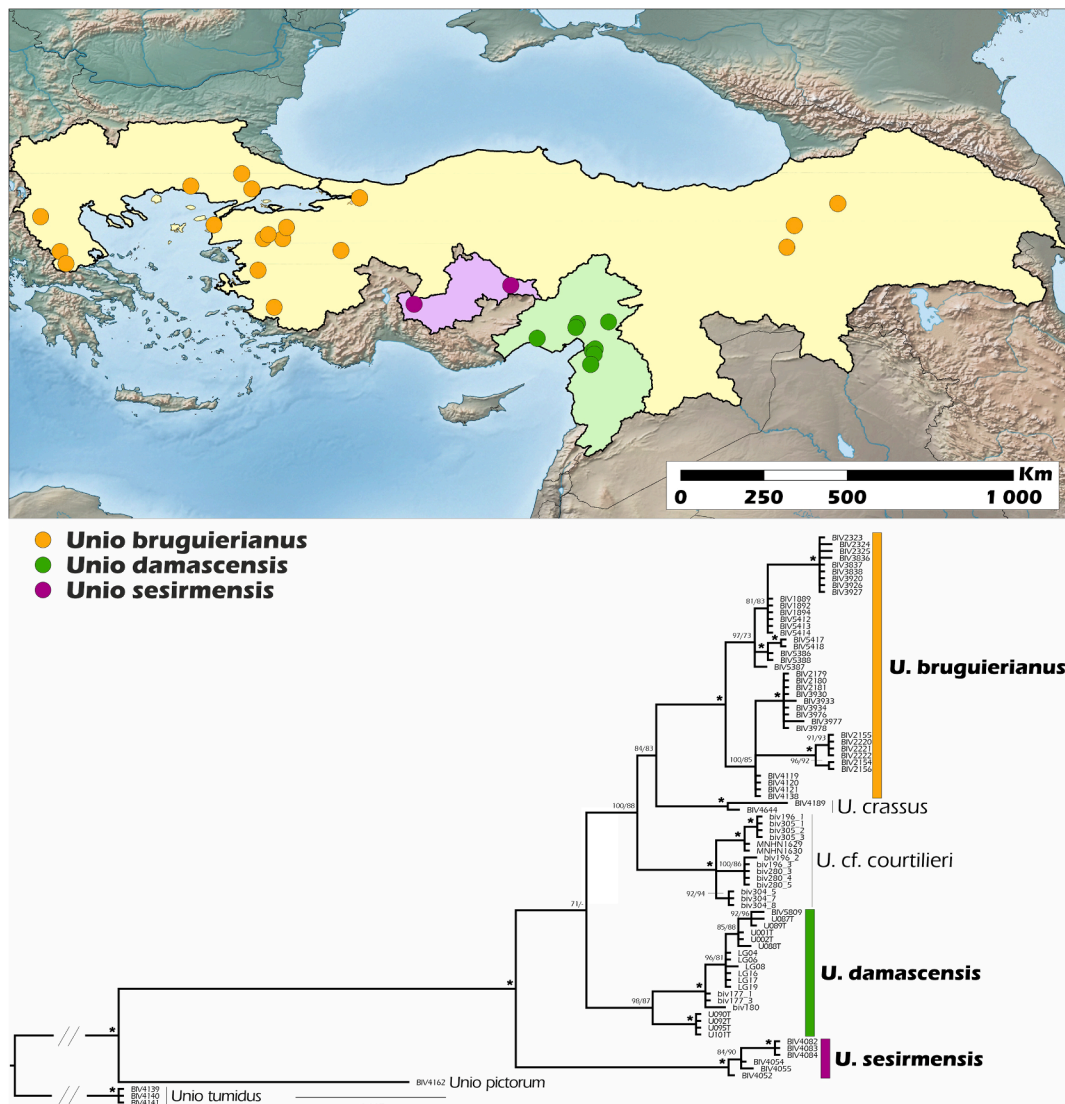 Km
0 250 500 1 000
Unio bruguierianus
Unio damascensis
Unio sesirmensis
BIV2323
BIV2324
BIV2325
BIV3836
* BIV3837
BIV3838
BIV3920
BIV3926
BIV3927
81/83 BIV1889
BIV1892
BIV1894
BIV5412
BIV5413
BIV5414
97/73 * BIV5417
* BIV5418
BIV5386
BIV5388
BIV5387
U. bruguierianus
BIV2179
BIV2180
BIV2181
BIV3930
* BIV3933
BIV3934
BIV3976
BIV3977
BIV3978
*
91/93 BIV2155
BIV2220
* BIV2221
BIV2222
96/92 BIV2154
BIV2156
84/83
100/85
BIV4119
BIV4120
BIV4121
BIV4138
* BIV4189
BIV4644
U. crassus
100/88
* biv196_1
biv305_1
biv305_2
* biv305_3
MNHN1629
MNHN1630
biv196_2
* 100/86 biv196_3
biv280_3
biv280_4
biv280_5
92/94 biv304_5
biv304_7
biv304_8
U. cf. courtilieri
71/-
92/96 BIV5809
U087T
U089T
85/88 U001T
U002T
U088T
96/81 LG04
LG06
LG08
LG16
LG17
LG19
* biv177_1
biv177_3
biv180
98/87
* U090T
U092T
U095T
U101T
U. damascensis
*
* BIV4082
BIV4083
BIV4084
84/90 BIV4054
* BIV4055
BIV4052
U. sesirmensis
*
BIV4162 Unio pictorum
* BIV4139
BIV4140
BIV4141
Unio tumidus